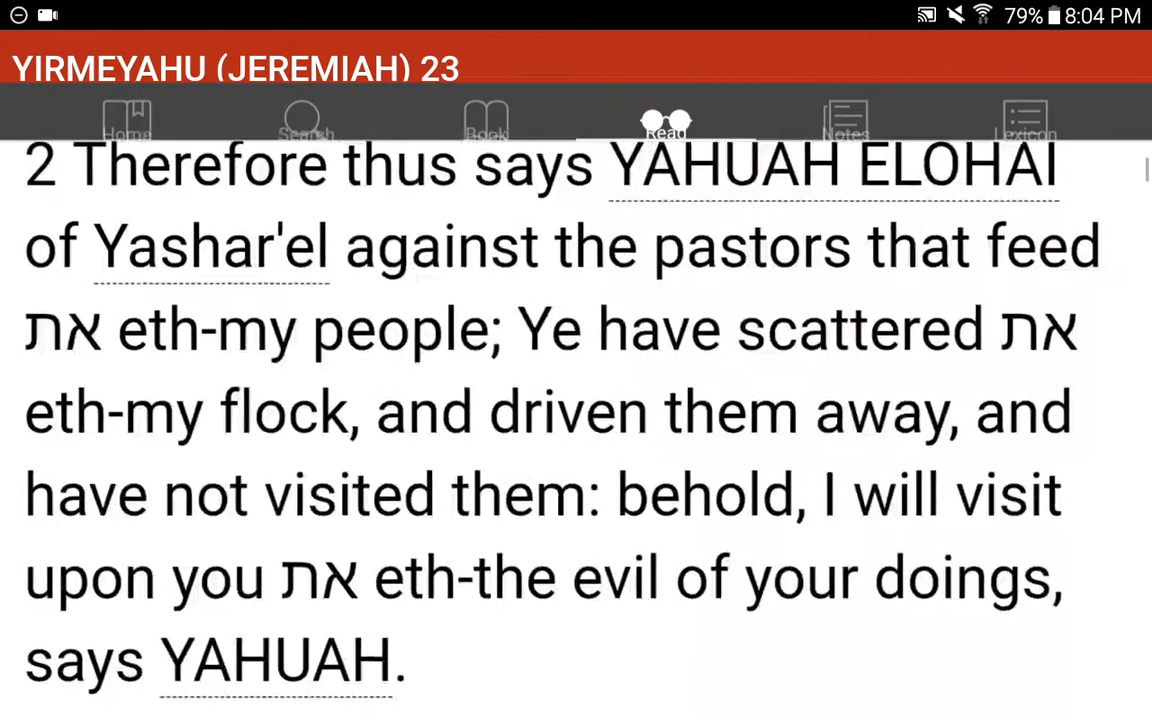 79% 8:04 PM
YIRMEYAHU (JEREMIAH) 23
Home Search Book Read Notes Lexicon
2 Therefore thus says YAHUAH ELOHAI
of Yashar'el against the pastors that feed
את eth-my people; Ye have scattered את
eth-my flock, and driven them away, and
have not visited them: behold, I will visit
upon you את eth-the evil of your doings,
says YAHUAH.